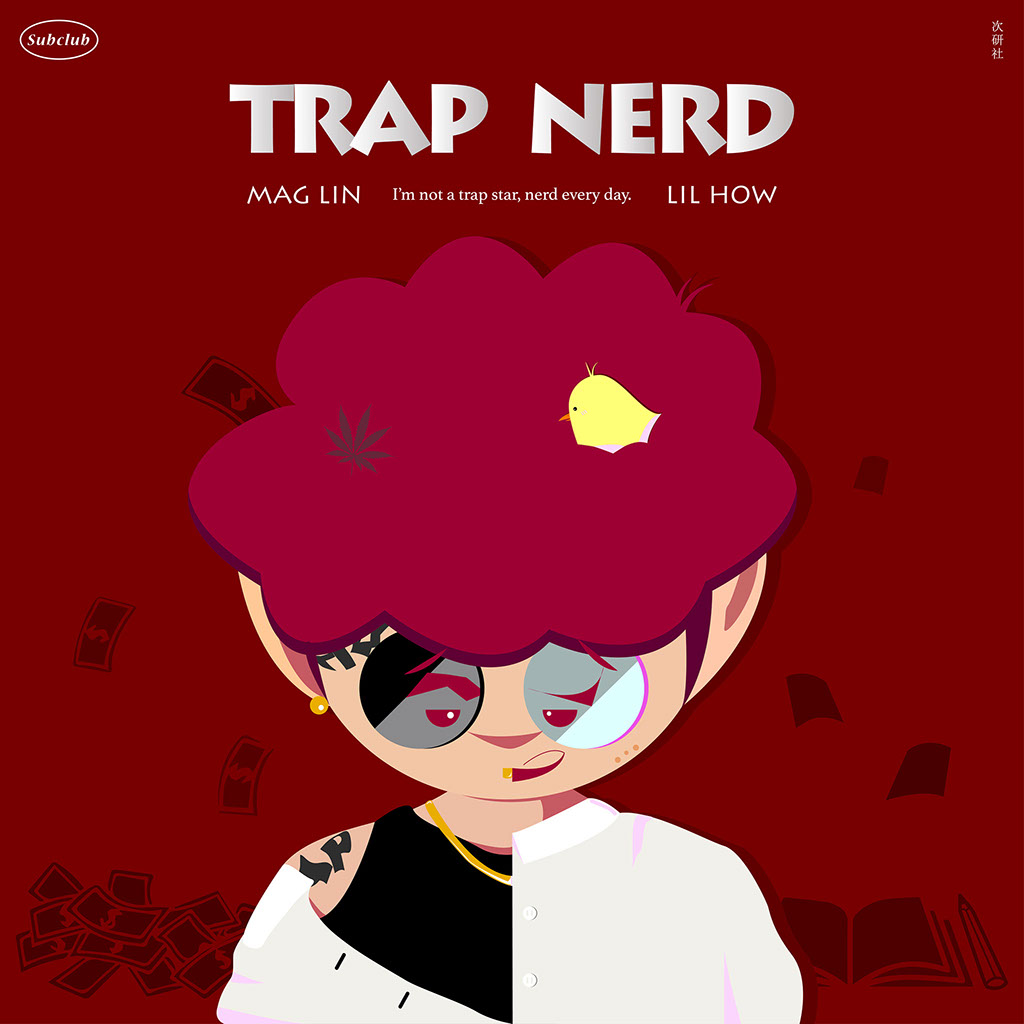 Subclub
次研社
TRAP NERD
MAG LIN
I'm not a trap star, nerd every day.
LIL HOW